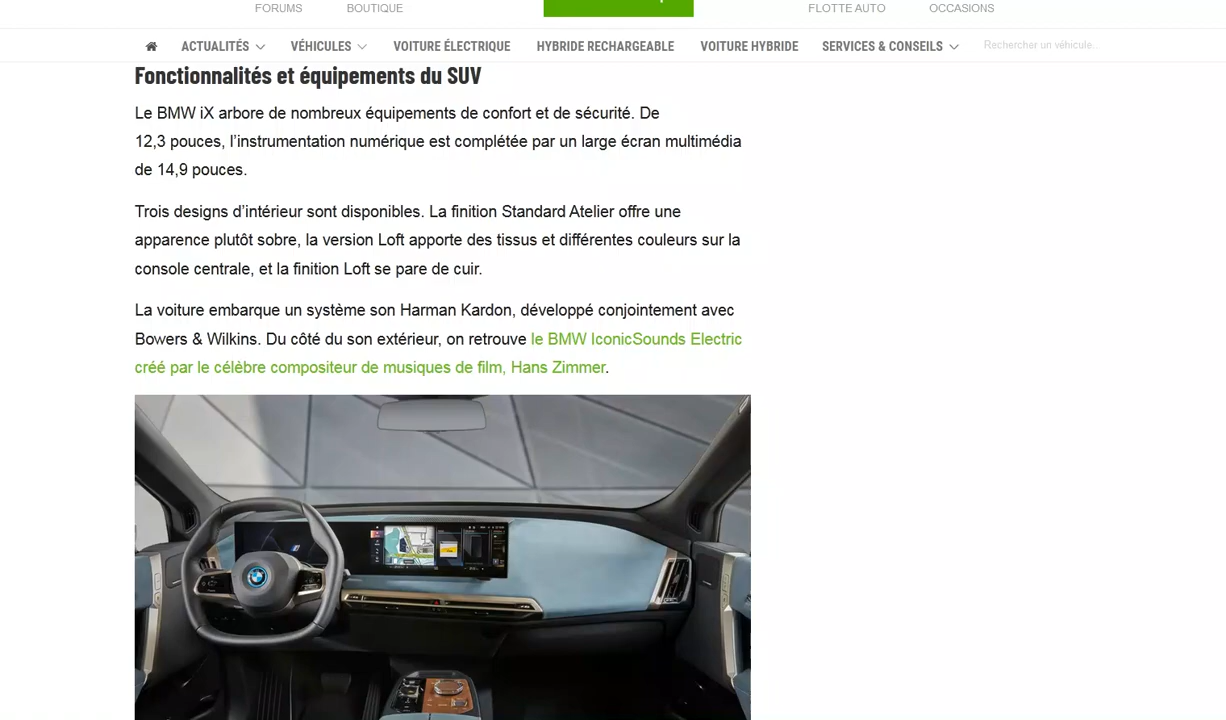 FORUMS BOUTIQUE FLOTTE AUTO OCCASIONS
ACTUALITÉS VÉHICULES VOITURE ÉLECTRIQUE HYBRIDE RECHARGEABLE VOITURE HYBRIDE SERVICES & CONSEILS Rechercher un véhicule...
Fonctionnalités et équipements du SUV
Le BMW iX arbore de nombreux équipements de confort et de sécurité. De
12,3 pouces, l’instrumentation numérique est complétée par un large écran multimédia
de 14,9 pouces.
Trois designs d’intérieur sont disponibles. La finition Standard Atelier offre une
apparence plutôt sobre, la version Loft apporte des tissus et différentes couleurs sur la
console centrale, et la finition Loft se pare de cuir.
La voiture embarque un système son Harman Kardon, développé conjointement avec
Bowers & Wilkins. Du côté du son extérieur, on retrouve le BMW IconicSounds Electric
créé par le célèbre compositeur de musiques de film, Hans Zimmer.